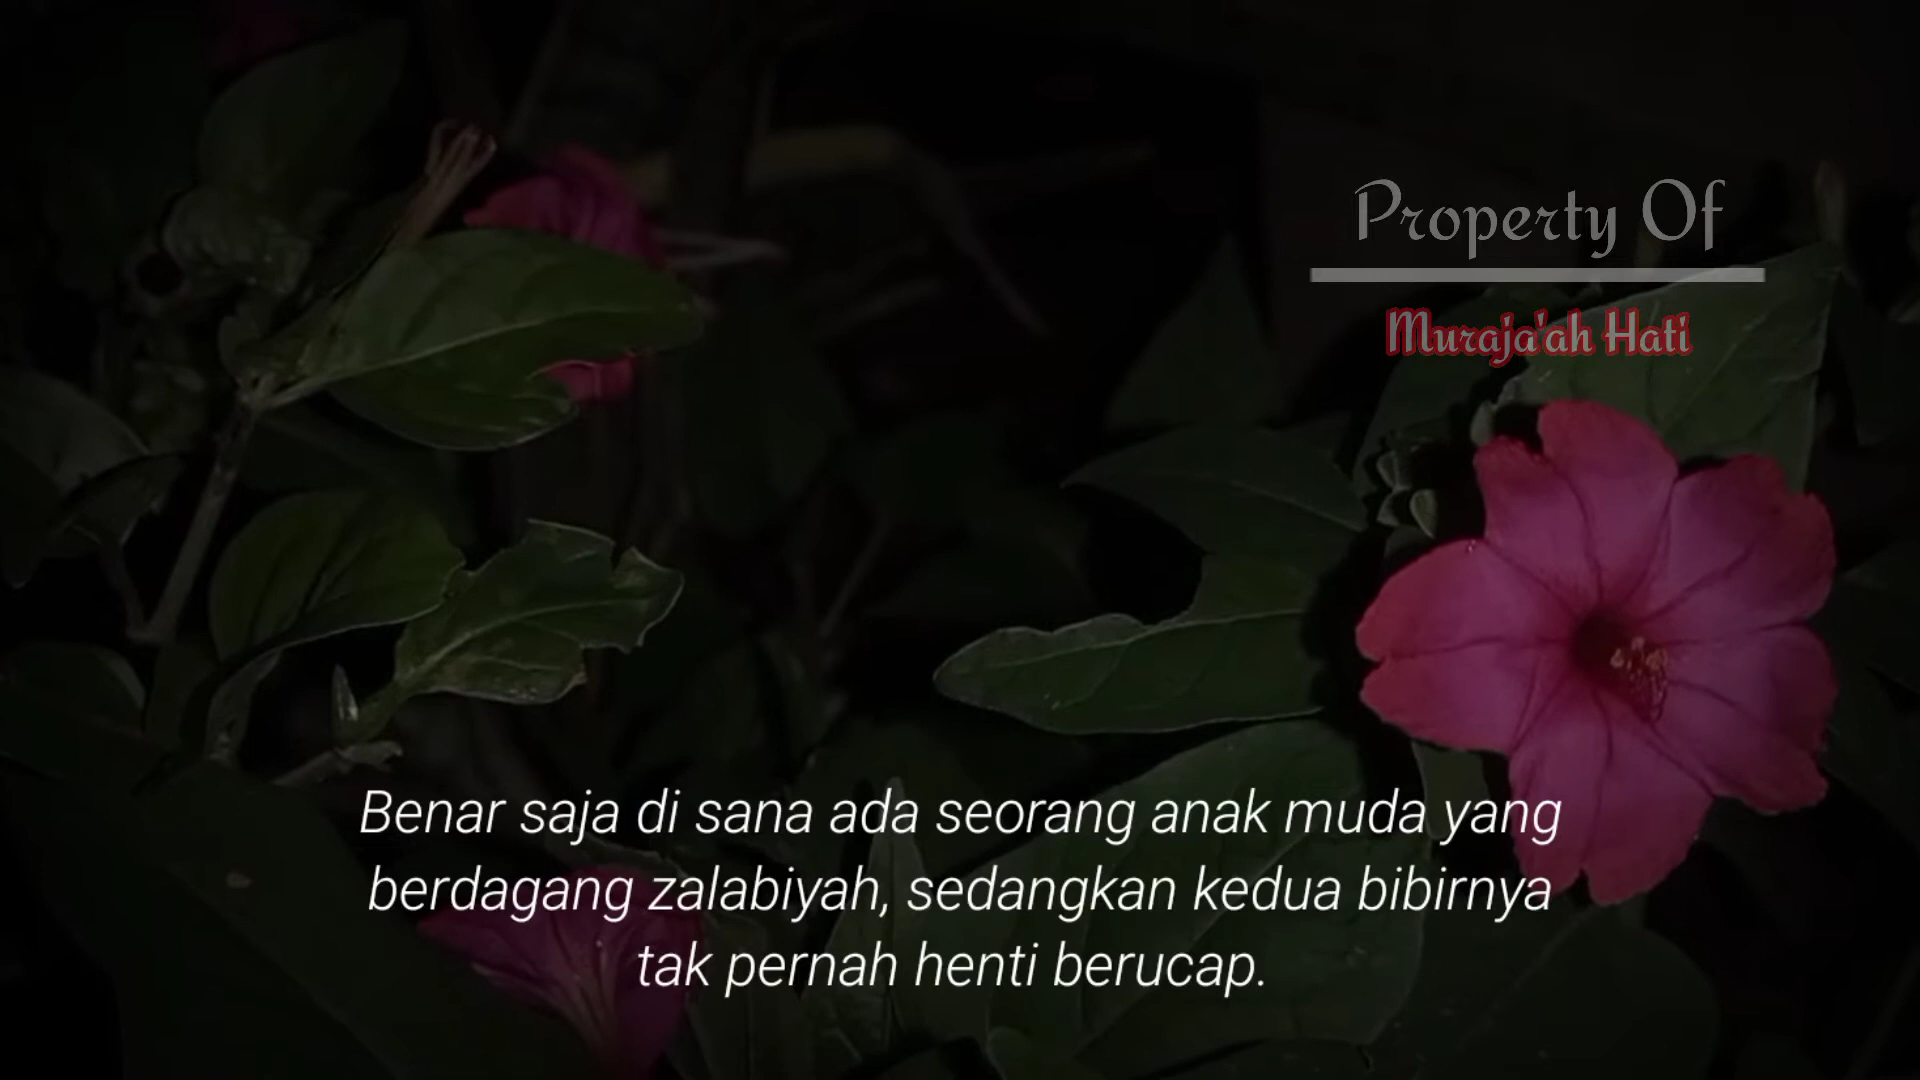 Property Of
Muraja'ah Hati
Benar saja di sana ada seorang anak muda yang
berdagang zalabiyah, sedangkan kedua bibirnya
tak pernah henti berucap.